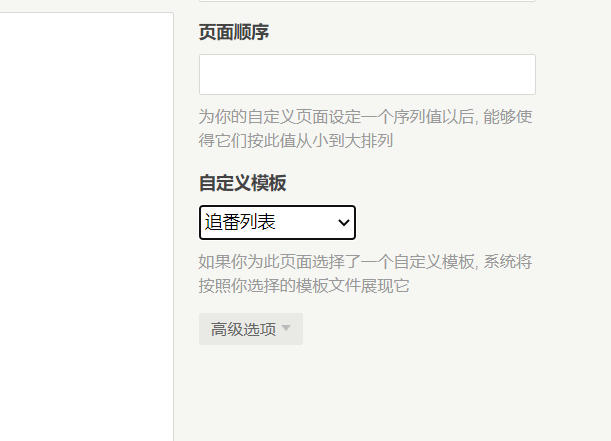 页面顺序
为你的自定义页面设定一个序列值以后, 能够使
得它们按此值从小到大排列
自定义模板
追番列表
如果你为此页面选择了一个自定义模板, 系统将
按照你选择的模板文件展现它
高级选项